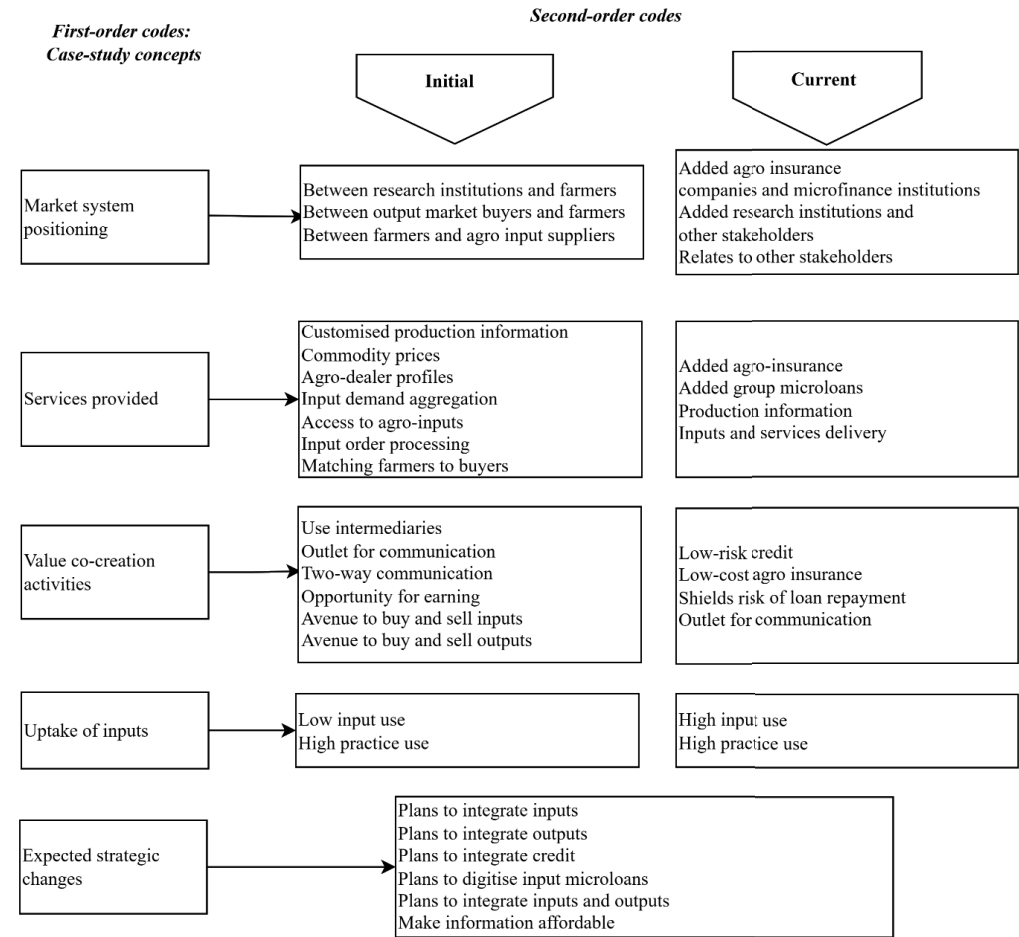 First-order codes:
Case-study concepts
Second-order codes
Initial
Current
Market system
positioning
Between research institutions and farmers
Between output market buyers and farmers
Between farmers and agro input suppliers
Added agro insurance
companies and microfinance institutions
Added research institutions and
other stakeholders
Relates to other stakeholders
Services provided
Customised production information
Commodity prices
Agro-dealer profiles
Input demand aggregation
Access to agro-inputs
Input order processing
Matching farmers to buyers
Added agro-insurance
Added group microloans
Production information
Inputs and services delivery
Value co-creation
activities
Use intermediaries
Outlet for communication
Two-way communication
Opportunity for earning
Avenue to buy and sell inputs
Avenue to buy and sell outputs
Low-risk credit
Low-cost agro insurance
Shields risk of loan repayment
Outlet for communication
Uptake of inputs
Low input use
High practice use
High input use
High practice use
Expected strategic
changes
Plans to integrate inputs
Plans to integrate outputs
Plans to integrate credit
Plans to digitise input microloans
Plans to integrate inputs and outputs
Make information affordable